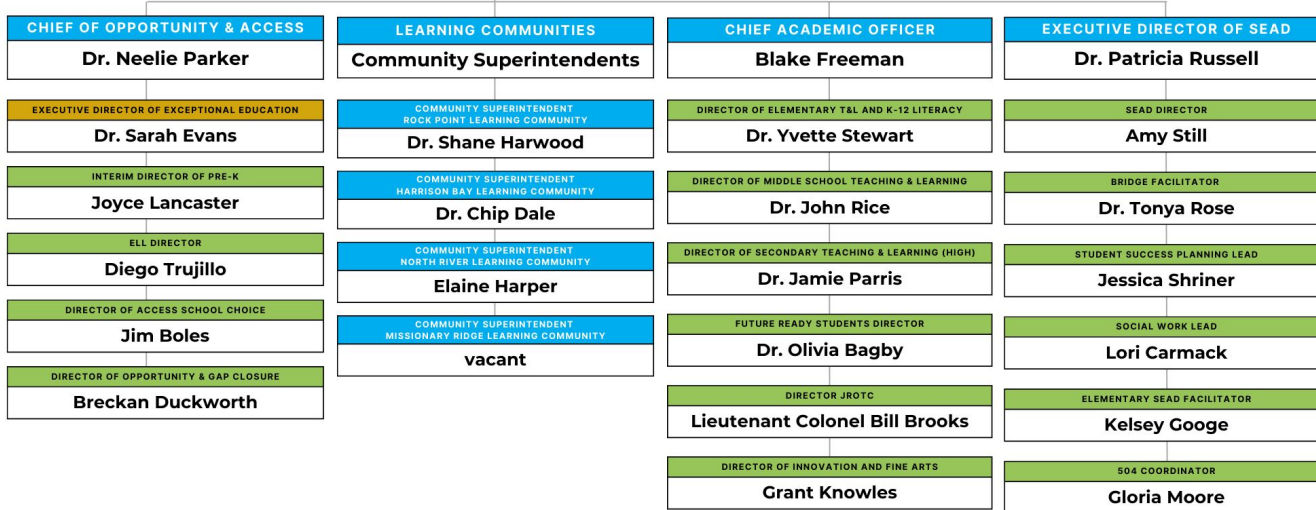 CHIEF OF OPPORTUNITY & ACCESS
Dr. Neelie Parker
EXECUTIVE DIRECTOR OF EXCEPTIONAL EDUCATION
Dr. Sarah Evans
INTERIM DIRECTOR OF PRE-K
Joyce Lancaster
ELL DIRECTOR
Diego Trujillo
DIRECTOR OF ACCESS SCHOOL CHOICE
Jim Boles
DIRECTOR OF OPPORTUNITY & GAP CLOSURE
Breckan Duckworth
LEARNING COMMUNITIES
Community Superintendents
COMMUNITY SUPERINTENDENT
ROCK POINT LEARNING COMMUNITY
Dr. Shane Harwood
COMMUNITY SUPERINTENDENT
HARRISON BAY LEARNING COMMUNITY
Dr. Chip Dale
COMMUNITY SUPERINTENDENT
NORTH RIVER LEARNING COMMUNITY
Elaine Harper
COMMUNITY SUPERINTENDENT
MISSIONARY RIDGE LEARNING COMMUNITY
vacant
CHIEF ACADEMIC OFFICER
Blake Freeman
DIRECTOR OF ELEMENTARY T&L AND K-12 LITERACY
Dr. Yvette Stewart
DIRECTOR OF MIDDLE SCHOOL TEACHING & LEARNING
Dr. John Rice
DIRECTOR OF SECONDARY TEACHING & LEARNING (HIGH)
Dr. Jamie Parris
FUTURE READY STUDENTS DIRECTOR
Dr. Olivia Bagby
DIRECTOR JROTC
Lieutenant Colonel Bill Brooks
DIRECTOR OF INNOVATION AND FINE ARTS
Grant Knowles
EXECUTIVE DIRECTOR OF SEAD
Dr. Patricia Russell
SEAD DIRECTOR
Amy Still
BRIDGE FACILITATOR
Dr. Tonya Rose
STUDENT SUCCESS PLANNING LEAD
Jessica Shriner
SOCIAL WORK LEAD
Lori Carmack
ELEMENTARY SEAD FACILITATOR
Kelsey Googe
504 COORDINATOR
Gloria Moore